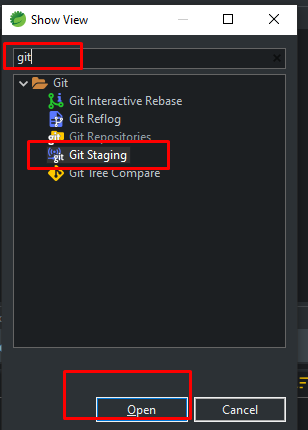 Show View
git
Git
Git Interactive Rebase
Git Reflog
Git Repositories
Git Staging
Git Tree Compare
Open
Cancel